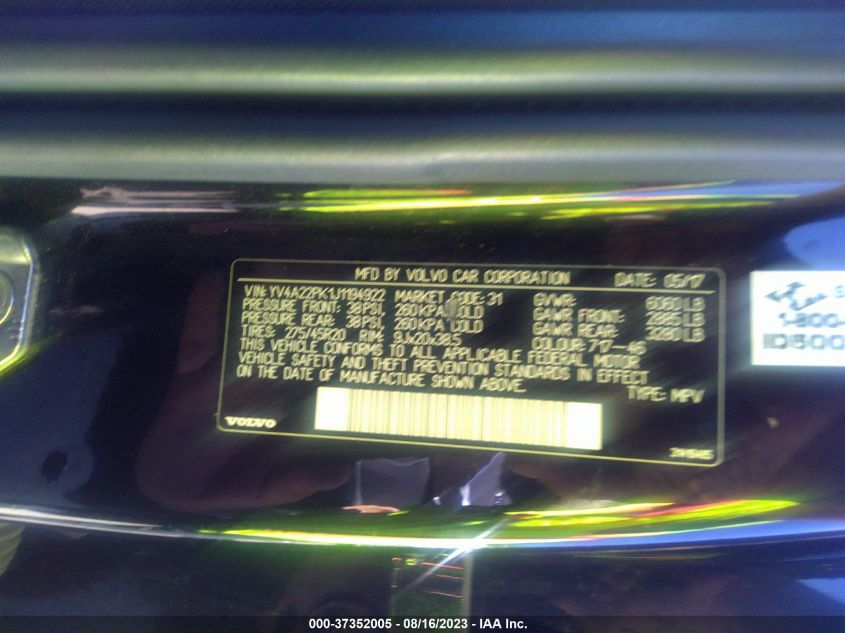 MFD BY VOLVO CAR CORPORATION DATE: 05/17
VIN: YV4A22PK1J1194922 MARKET CODE: 31 GVWR: 6060 LB
PRESSURE FRONT: 38PSI, 260KPA COLD GAWR FRONT: 2885 LB
PRESSURE REAR: 38PSI, 260KPA COLD GAWR REAR: 3280 LB
TIRES: 275/45R20 RIM: 9Jx20x38.5 COLOUR: 717-46
THIS VEHICLE CONFORMS TO ALL APPLICABLE FEDERAL MOTOR
VEHICLE SAFETY AND THEFT PREVENTION STANDARDS IN EFFECT
ON THE DATE OF MANUFACTURE SHOWN ABOVE.
TYPE: MPV
VOLVO
1-800-
ID500
000-37352005 - 08/16/2023 - IAA Inc.